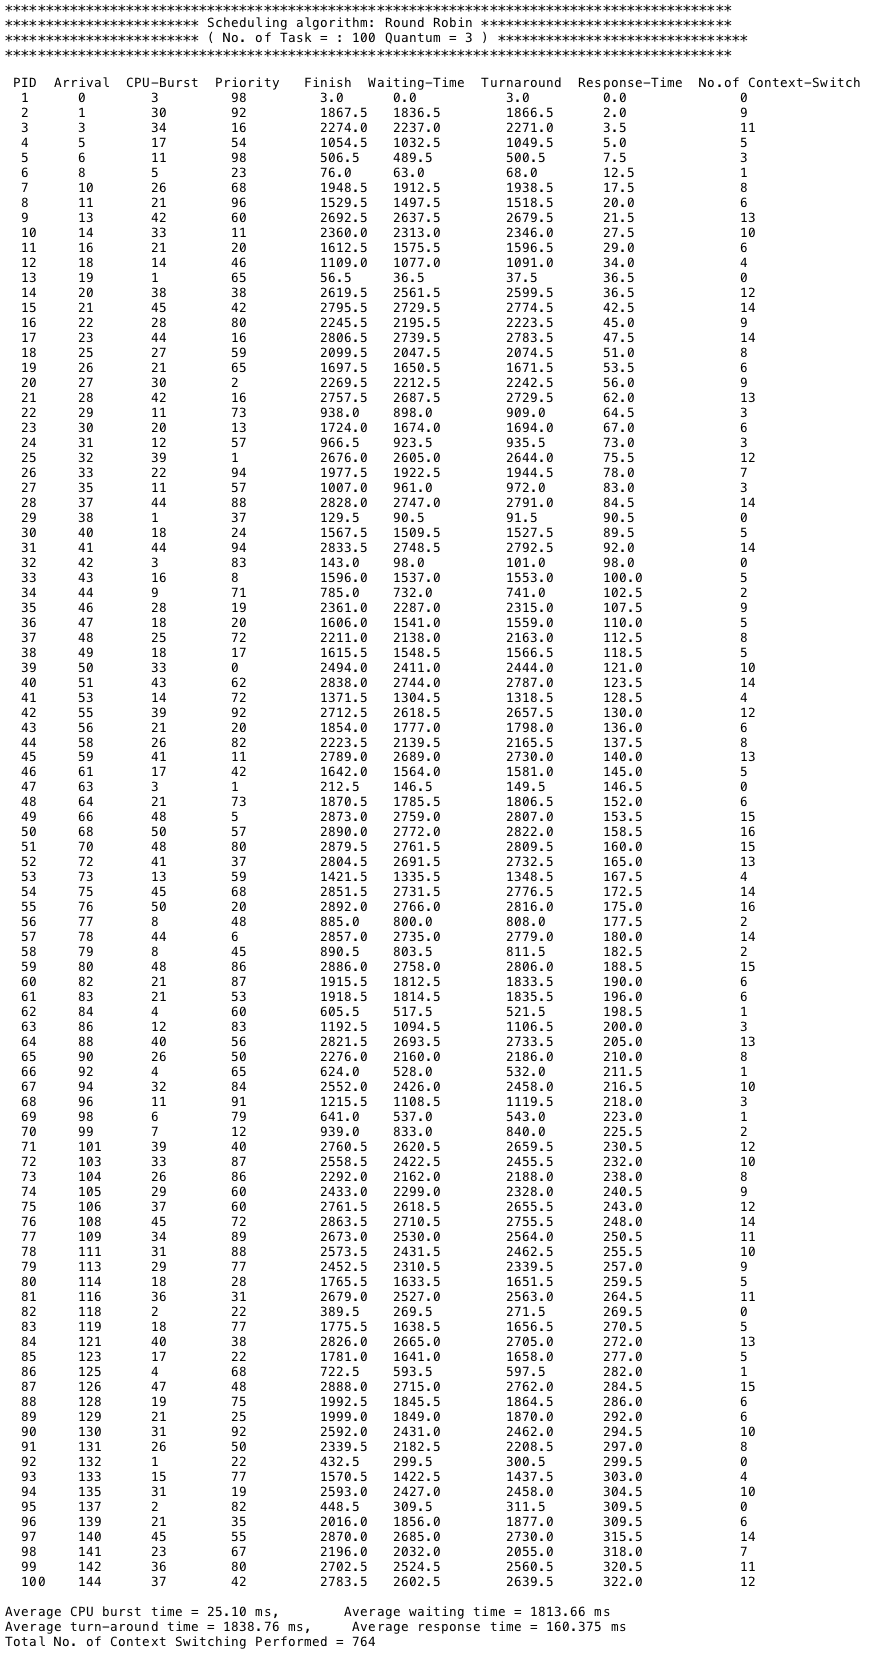 ****************************************************************************************
************************ Scheduling algorithm: Round Robin ******************************
************************ ( No. of Task = : 100 Quantum = 3 ) *******************************
****************************************************************************************
PID Arrival CPU-Burst Priority Finish Waiting-Time Turnaround Response-Time No.of Context-Switch
1 0 3 98 3.0 0.0 3.0 0.0 0
2 1 30 92 1867.5 1836.5 1866.5 2.0 9
3 3 34 16 2274.0 2237.0 2271.0 3.5 11
4 5 17 54 1054.5 1032.5 1049.5 5.0 5
5 6 11 98 506.5 489.5 500.5 7.5 3
6 8 5 23 76.0 63.0 68.0 12.5 1
7 10 26 68 1948.5 1912.5 1938.5 17.5 8
8 11 21 96 1529.5 1497.5 1518.5 20.0 6
9 13 42 60 2692.5 2637.5 2679.5 21.5 13
10 14 33 11 2360.0 2313.0 2346.0 27.5 10
11 16 21 20 1612.5 1575.5 1596.5 29.0 6
12 18 14 46 1109.0 1077.0 1091.0 34.0 4
13 19 1 65 56.5 36.5 37.5 36.5 0
14 20 38 38 2619.5 2561.5 2599.5 36.5 12
15 21 45 42 2795.5 2729.5 2774.5 42.5 14
16 22 28 80 2245.5 2195.5 2223.5 45.0 9
17 23 44 16 2806.5 2739.5 2783.5 47.5 14
18 25 27 59 2099.5 2047.5 2074.5 51.0 8
19 26 21 65 1697.5 1650.5 1671.5 53.5 6
20 27 30 2 2269.5 2212.5 2242.5 56.0 9
21 28 42 16 2757.5 2687.5 2729.5 62.0 13
22 29 11 73 938.0 898.0 909.0 64.5 3
23 30 20 13 1724.0 1674.0 1694.0 67.0 6
24 31 12 57 966.5 923.5 935.5 73.0 3
25 32 39 1 2676.0 2605.0 2644.0 75.5 12
26 33 22 94 1977.5 1922.5 1944.5 78.0 7
27 35 11 57 1007.0 961.0 972.0 83.0 3
28 37 44 88 2828.0 2747.0 2791.0 84.5 14
29 38 1 37 129.5 90.5 91.5 90.5 0
30 40 18 24 1567.5 1509.5 1527.5 89.5 5
31 41 44 94 2833.5 2748.5 2792.5 92.0 14
32 42 3 83 143.0 98.0 101.0 98.0 0
33 43 16 8 1596.0 1537.0 1553.0 100.0 5
34 44 9 71 785.0 732.0 741.0 102.5 2
35 46 28 19 2361.0 2287.0 2315.0 107.5 9
36 47 18 20 1606.0 1541.0 1559.0 110.0 5
37 48 25 72 2211.0 2138.0 2163.0 112.5 8
38 49 18 17 1615.5 1548.5 1566.5 118.5 5
39 50 33 0 2494.0 2411.0 2444.0 121.0 10
40 51 43 62 2838.0 2744.0 2787.0 123.5 14
41 53 14 72 1371.5 1304.5 1318.5 128.5 4
42 55 39 92 2712.5 2618.5 2657.5 130.0 12
43 56 21 20 1854.0 1777.0 1798.0 136.0 6
44 58 26 82 2223.5 2139.5 2165.5 137.5 8
45 59 41 11 2789.0 2689.0 2730.0 140.0 13
46 61 17 42 1642.0 1564.0 1581.0 145.0 5
47 63 3 1 212.5 146.5 149.5 146.5 0
48 64 21 73 1870.5 1785.5 1806.5 152.0 6
49 66 48 5 2873.0 2759.0 2807.0 153.5 15
50 68 50 57 2890.0 2772.0 2822.0 158.5 16
51 70 48 80 2879.5 2761.5 2809.5 160.0 15
52 72 41 37 2804.5 2691.5 2732.5 165.0 13
53 73 13 59 1421.5 1335.5 1348.5 167.5 4
54 75 45 68 2851.5 2731.5 2776.5 172.5 14
55 76 50 20 2892.0 2766.0 2816.0 175.0 16
56 77 8 48 885.0 800.0 808.0 177.5 2
57 78 44 6 2857.0 2735.0 2779.0 180.0 14
58 79 8 45 890.5 803.5 811.5 182.5 2
59 80 48 86 2886.0 2758.0 2806.0 188.5 15
60 82 21 87 1915.5 1812.5 1833.5 190.0 6
61 83 21 53 1918.5 1814.5 1835.5 196.0 6
62 84 4 60 605.5 517.5 521.5 198.5 1
63 86 12 83 1192.5 1094.5 1106.5 200.0 3
64 88 40 56 2821.5 2693.5 2733.5 205.0 13
65 90 26 50 2276.0 2160.0 2186.0 210.0 8
66 92 4 65 624.0 528.0 532.0 211.5 1
67 94 32 84 2552.0 2426.0 2458.0 216.5 10
68 96 11 91 1215.5 1108.5 1119.5 218.0 3
69 98 6 79 641.0 537.0 543.0 223.0 1
70 99 7 12 939.0 833.0 840.0 225.5 2
71 101 39 40 2760.5 2620.5 2659.5 230.5 12
72 103 33 87 2558.5 2422.5 2455.5 232.0 10
73 104 26 86 2292.0 2162.0 2188.0 238.0 8
74 105 29 60 2433.0 2299.0 2328.0 240.5 9
75 106 37 60 2761.5 2618.5 2655.5 243.0 12
76 108 45 72 2863.5 2710.5 2755.5 248.0 14
77 109 34 89 2673.0 2530.0 2564.0 250.5 11
78 111 31 88 2573.5 2431.5 2462.5 255.5 10
79 113 29 77 2452.5 2310.5 2339.5 257.0 9
80 114 18 28 1765.5 1633.5 1651.5 259.5 5
81 116 36 31 2679.0 2527.0 2563.0 264.5 11
82 118 2 22 389.5 269.5 271.5 269.5 0
83 119 18 77 1775.5 1638.5 1656.5 270.5 5
84 121 40 38 2826.0 2665.0 2705.0 272.0 13
85 123 17 22 1781.0 1641.0 1658.0 277.0 5
86 125 4 68 722.5 593.5 597.5 282.0 1
87 126 47 48 2888.0 2715.0 2762.0 284.5 15
88 128 19 75 1992.5 1845.5 1864.5 286.0 6
89 129 21 25 1999.0 1849.0 1870.0 292.0 6
90 130 31 92 2592.0 2431.0 2462.0 294.5 10
91 131 26 50 2339.5 2182.5 2208.5 297.0 8
92 132 1 22 432.5 299.5 300.5 299.5 0
93 133 15 77 1570.5 1422.5 1437.5 303.0 4
94 135 31 19 2593.0 2427.0 2458.0 304.5 10
95 137 2 82 448.5 309.5 311.5 309.5 0
96 139 21 35 2016.0 1856.0 1877.0 309.5 6
97 140 45 55 2870.0 2685.0 2730.0 315.5 14
98 141 23 67 2196.0 2032.0 2055.0 318.0 7
99 142 36 80 2702.5 2524.5 2560.5 320.5 11
100 144 37 42 2783.5 2602.5 2639.5 322.0 12
Average CPU burst time = 25.10 ms, Average waiting time = 1813.66 ms
Average turn-around time = 1838.76 ms, Average response time = 160.375 ms
Total No. of Context Switching Performed = 764